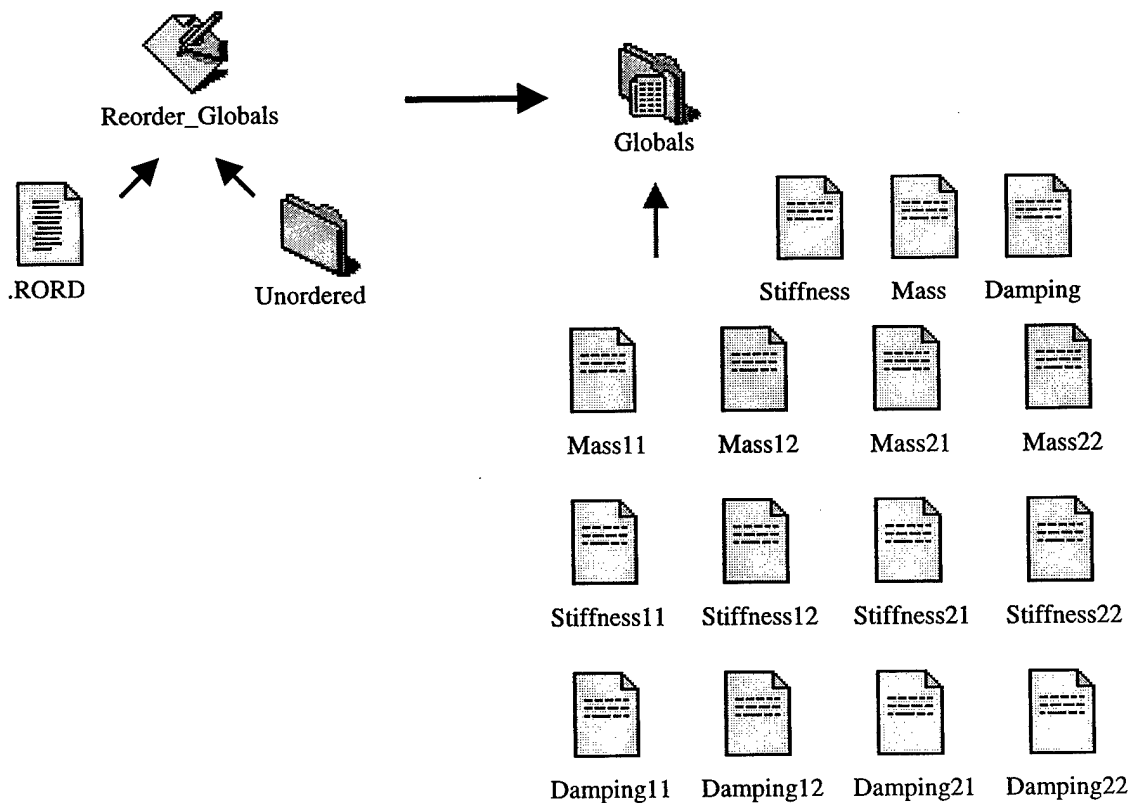 Reorder_Globals
Globals
.RORD
Unordered
Stiffness Mass Damping
Mass11 Mass12 Mass21 Mass22
Stiffness11 Stiffness12 Stiffness21 Stiffness22
Damping11 Damping12 Damping21 Damping22